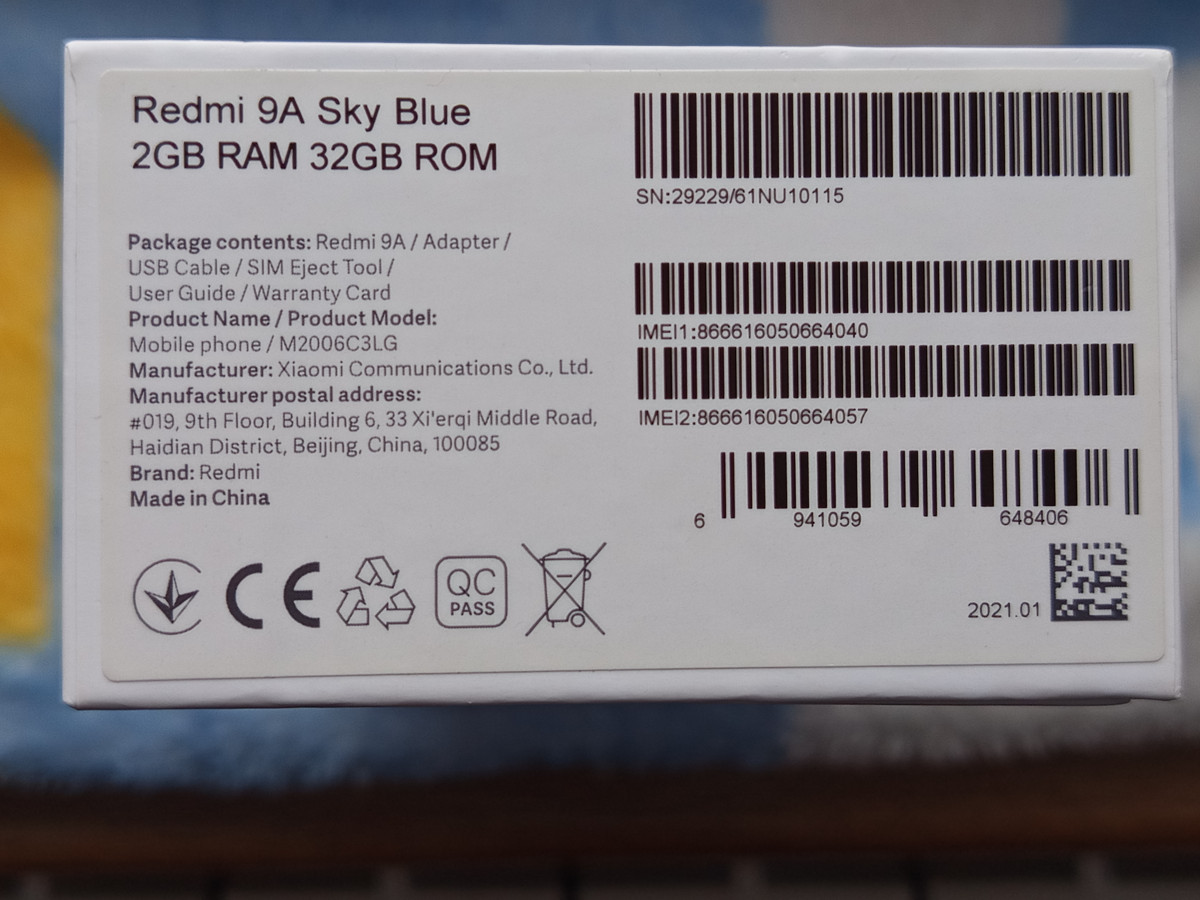 Redmi 9A Sky Blue
2GB RAM 32GB ROM
Package contents: Redmi 9A / Adapter /
USB Cable / SIM Eject Tool /
User Guide / Warranty Card
Product Name / Product Model:
Mobile phone / M2006C3LG
Manufacturer: Xiaomi Communications Co., Ltd.
Manufacturer postal address:
#019, 9th Floor, Building 6, 33 Xi'erqi Middle Road,
Haidian District, Beijing, China, 100085
Brand: Redmi
Made in China
CE
QC
PASS
SN:29229/61NU10115
IMEI1:866616050664040
IMEI2:866616050664057
6 941059 648406
2021.01